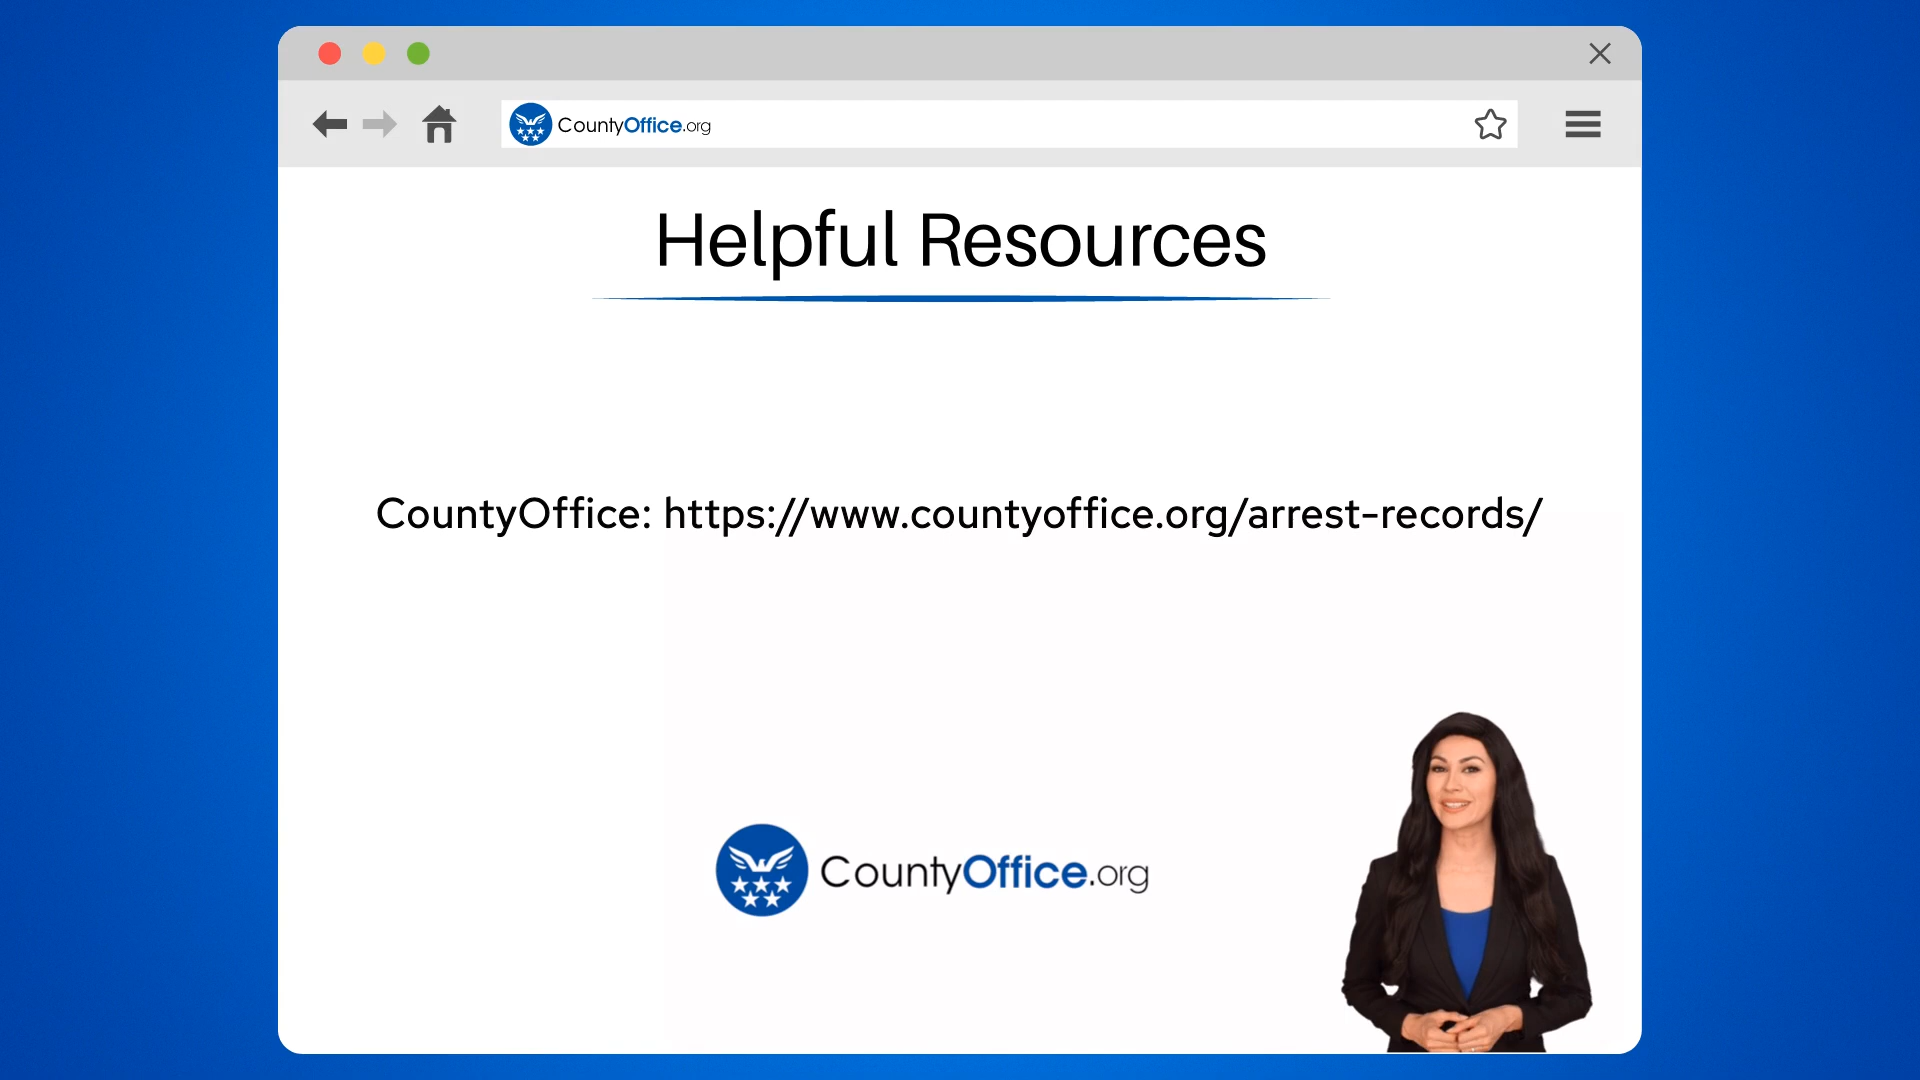 CountyOffice.org
Helpful Resources
CountyOffice: https://www.countyoffice.org/arrest-records/
CountyOffice.org